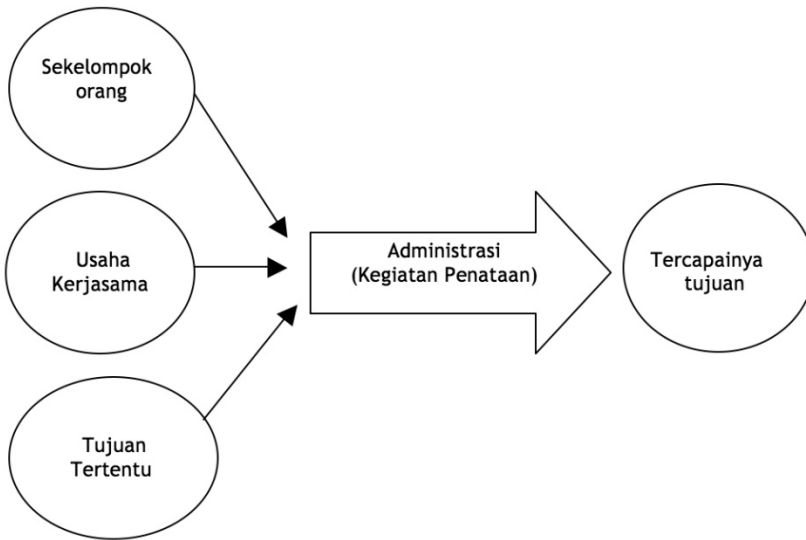 Sekelompok
orang
Usaha
Kerjasama
Tujuan
Tertentu
Administrasi
(Kegiatan Penataan)
Tercapainya
tujuan